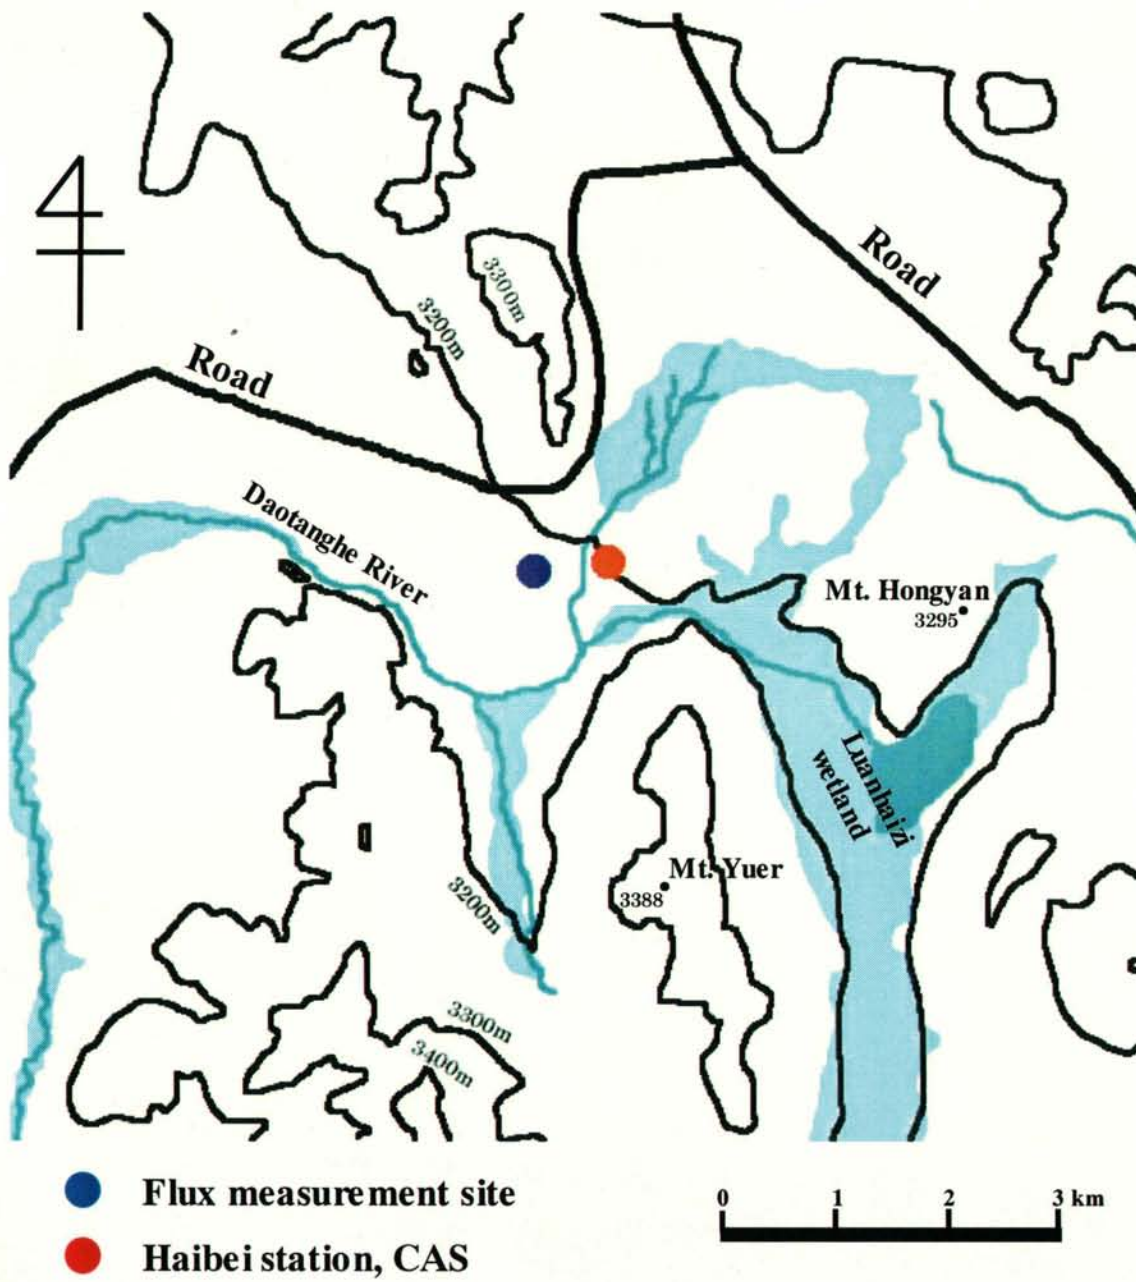 Road
3300m
3200m
Road
Daotanghe River
Mt. Hongyan
3295
Luanhaizi
wetland
Mt. Yuer
3388
3200m
3300m
3400m
Flux measurement site
Haibei station, CAS
0 1 2 3 km